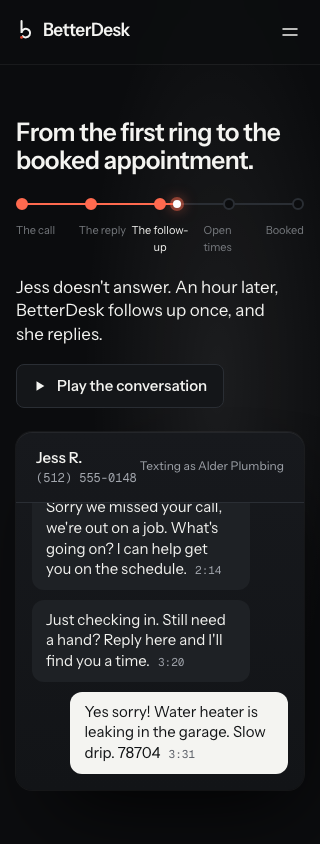 BetterDesk
From the first ring to the
booked appointment.
The call
The reply
The follow-
up
Open
times
Booked
Jess doesn't answer. An hour later,
BetterDesk follows up once, and
she replies.
Play the conversation
Jess R.
(512) 555-0148
Texting as Alder Plumbing
Sorry we missed your call,
we're out on a job. What's
going on? I can help get
you on the schedule. 2:14
Just checking in. Still need
a hand? Reply here and I'll
find you a time. 3:20
Yes sorry! Water heater is
leaking in the garage. Slow
drip. 78704 3:31